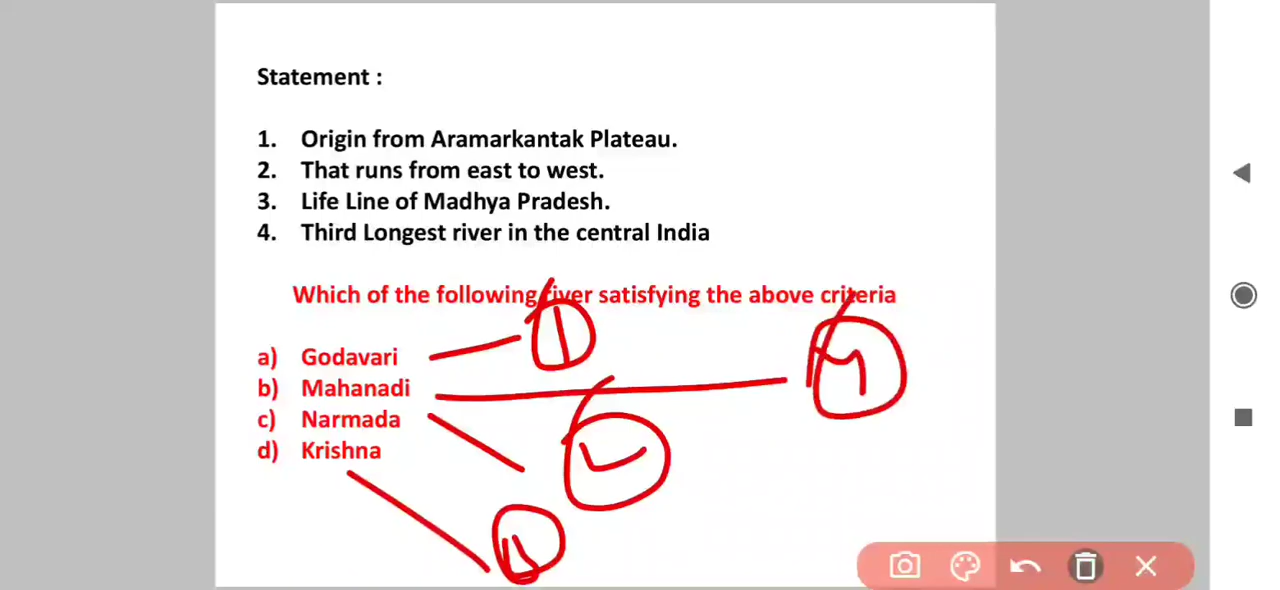 Statement :
1. Origin from Aramarkantak Plateau.
2. That runs from east to west.
3. Life Line of Madhya Pradesh.
4. Third Longest river in the central India
Which of the following river satisfying the above criteria
a) Godavari
b) Mahanadi
c) Narmada
d) Krishna